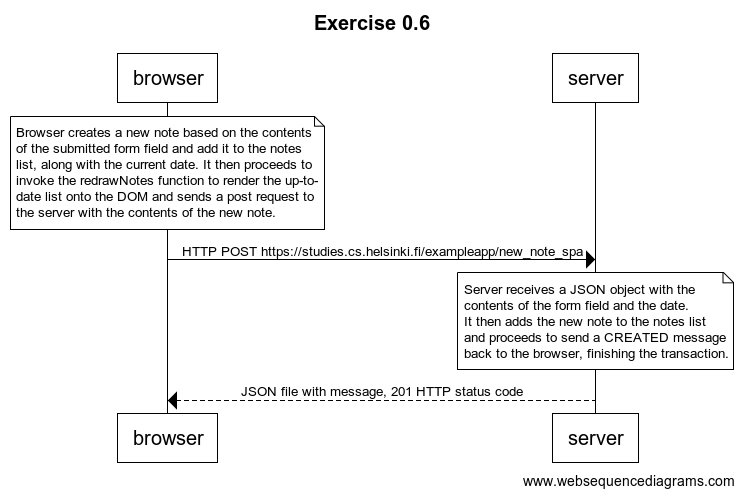 Exercise 0.6
browser
server
Browser creates a new note based on the contents
of the submitted form field and add it to the notes
list, along with the current date. It then proceeds to
invoke the redrawNotes function to render the up-to-
date list onto the DOM and sends a post request to
the server with the contents of the new note.
HTTP POST https://studies.cs.helsinki.fi/exampleapp/new_note_spa
Server receives a JSON object with the
contents of the form field and the date.
It then adds the new note to the notes list
and proceeds to send a CREATED message
back to the browser, finishing the transaction.
JSON file with message, 201 HTTP status code
browser
server
www.websequencediagrams.com